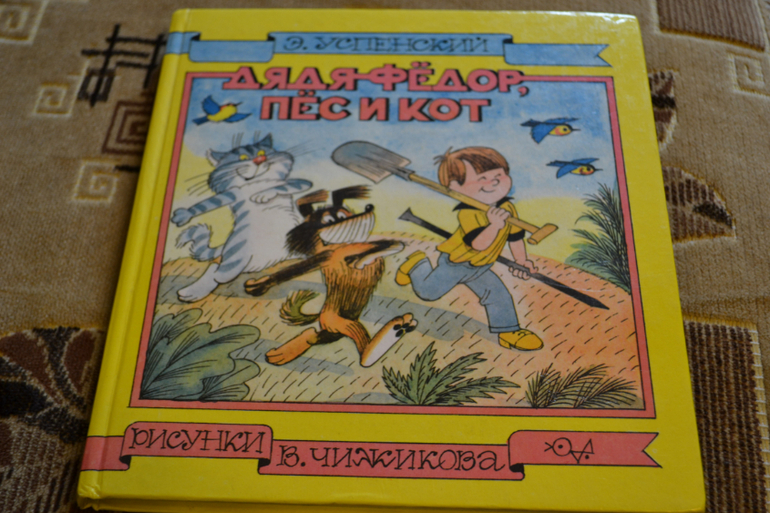 Э. УСПЕНСКИЙ
ДЯДЯ ФЁДОР,
ПЁС И КОТ
РИСУНКИ
В. ЧИЖИКОВА